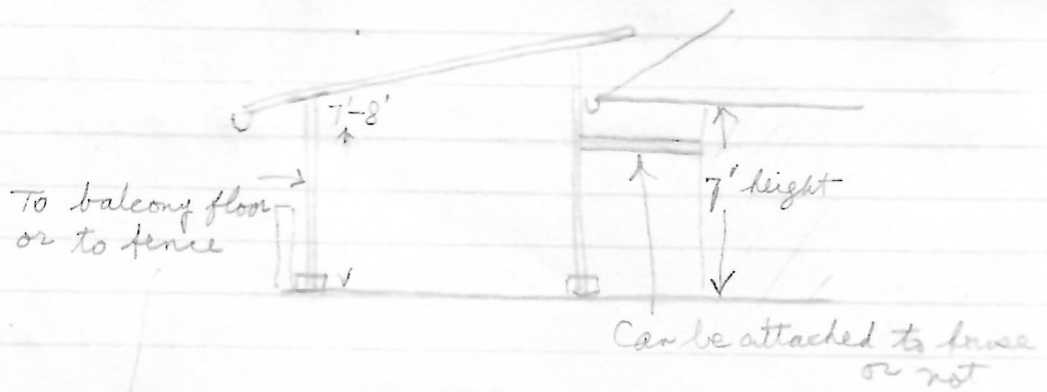 7'-8'
To balcony floor
or to fence
7' height
Can be attached to house
or not